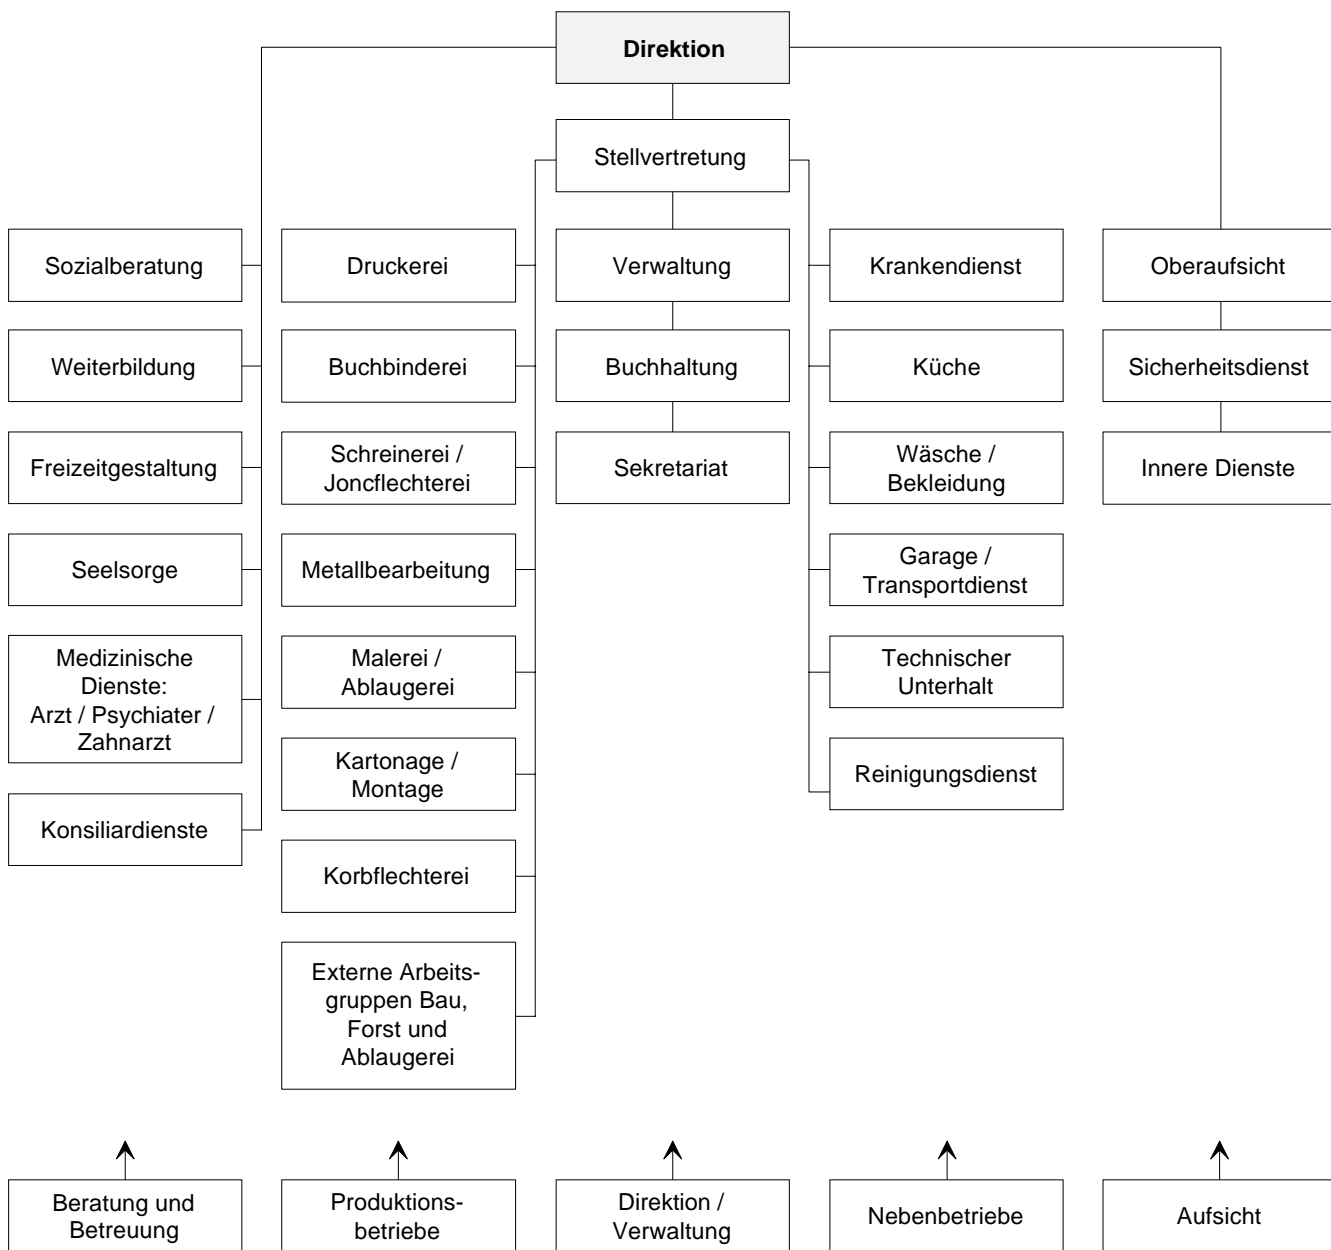 Direktion
Stellvertretung
Sozialberatung
Druckerei
Verwaltung
Krankendienst
Oberaufsicht
Weiterbildung
Buchbinderei
Buchhaltung
Küche
Sicherheitsdienst
Freizeitgestaltung
Schreinerei /
Joncflechterei
Sekretariat
Wäsche /
Bekleidung
Innere Dienste
Seelsorge
Metallbearbeitung
Garage /
Transportdienst
Medizinische
Dienste:
Arzt / Psychiater /
Zahnarzt
Malerei /
Ablaugerei
Technischer
Unterhalt
Kartonage /
Montage
Reinigungsdienst
Konsiliardienste
Korbflechterei
Externe Arbeits-
gruppen Bau,
Forst und
Ablaugerei
Beratung und
Betreuung
Produktions-
betriebe
Direktion /
Verwaltung
Nebenbetriebe
Aufsicht